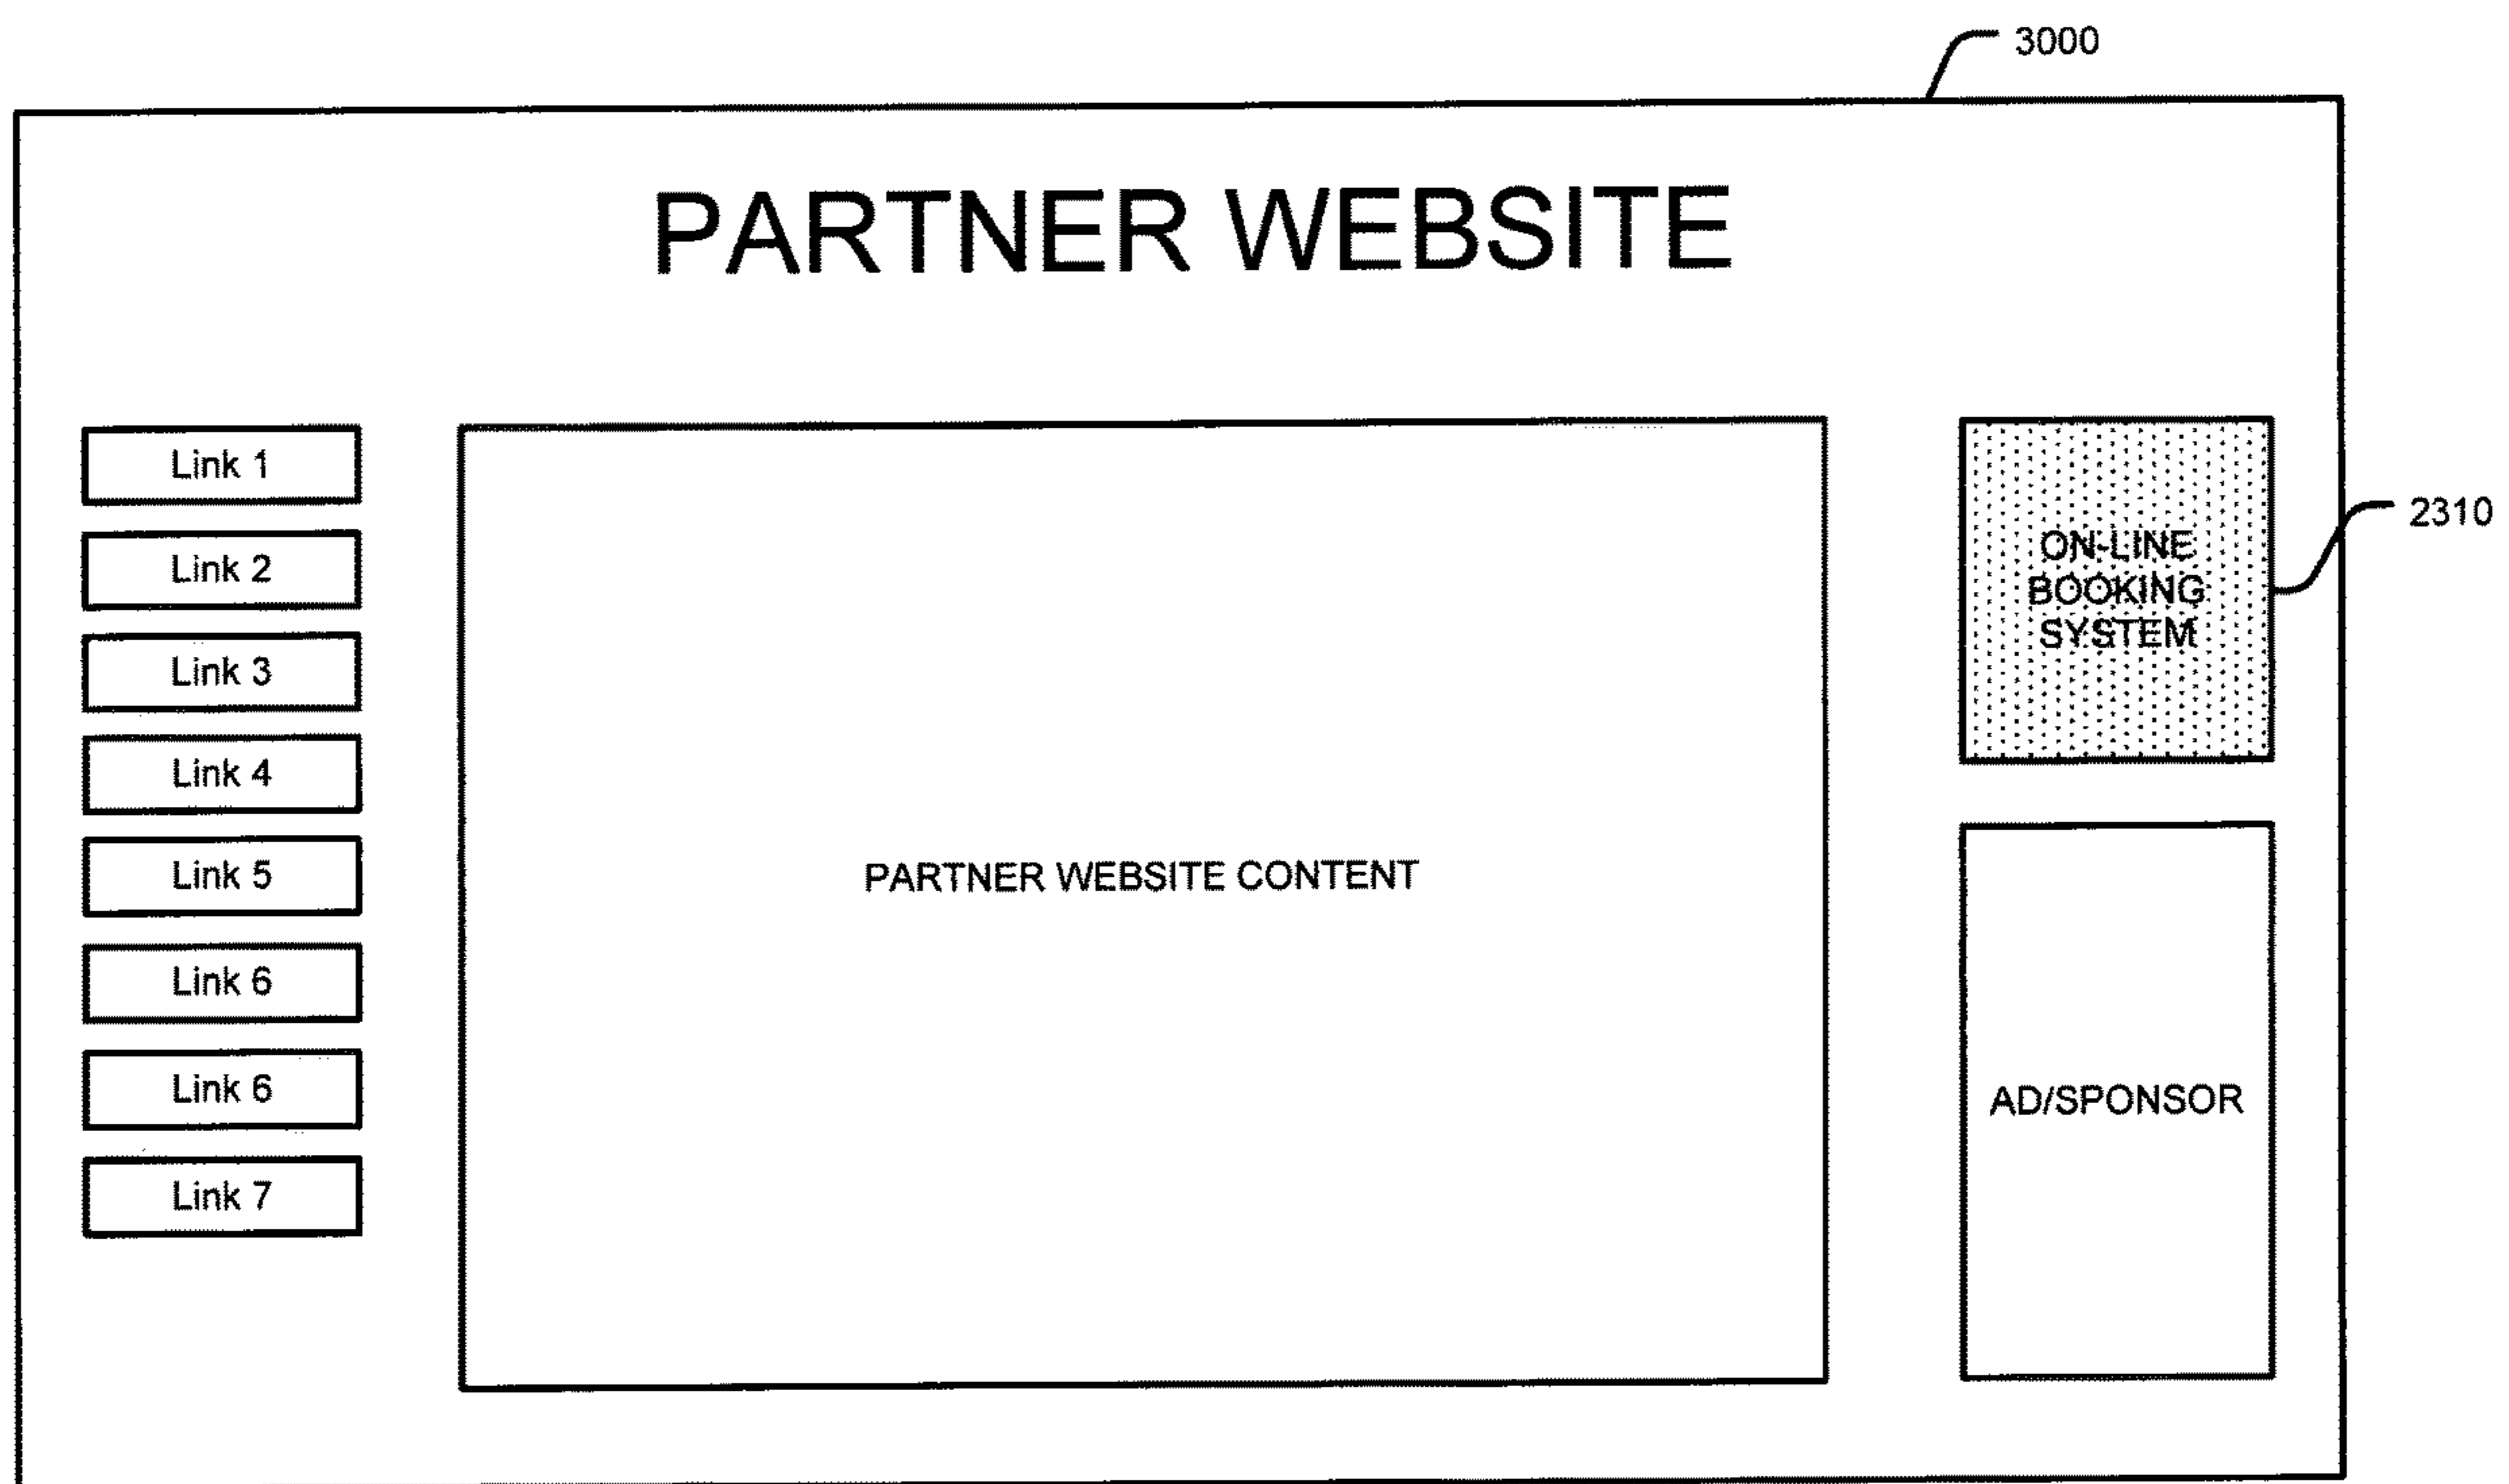 3000
PARTNER WEBSITE
Link 1
Link 2
Link 3
Link 4
Link 5
Link 6
Link 6
Link 7
PARTNER WEBSITE CONTENT
ON-LINE
BOOKING
SYSTEM
2310
AD/SPONSOR